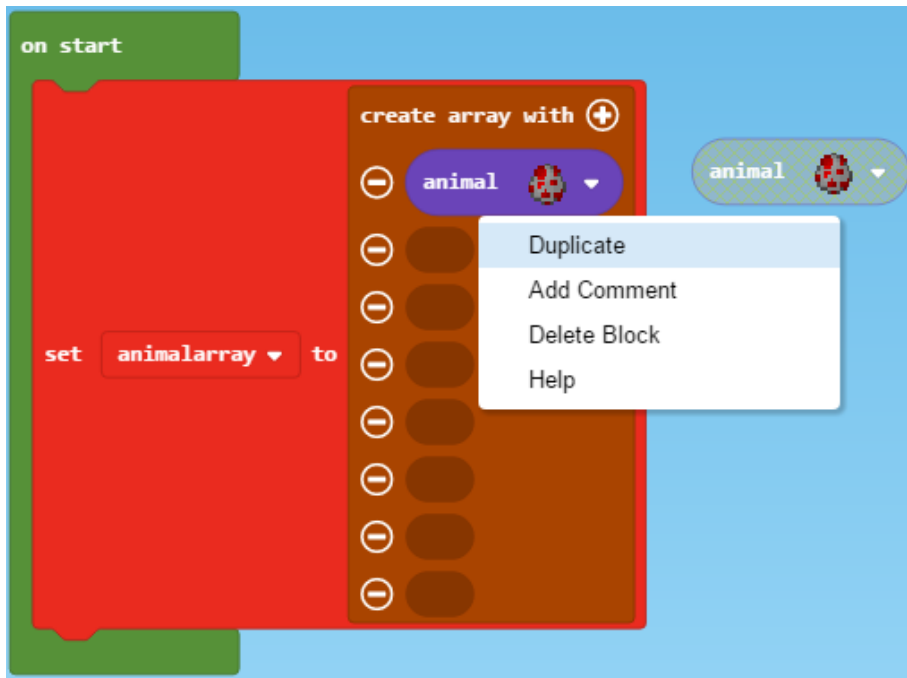 on start
create array with
animal
animal
Duplicate
Add Comment
Delete Block
Help
set animalarray to